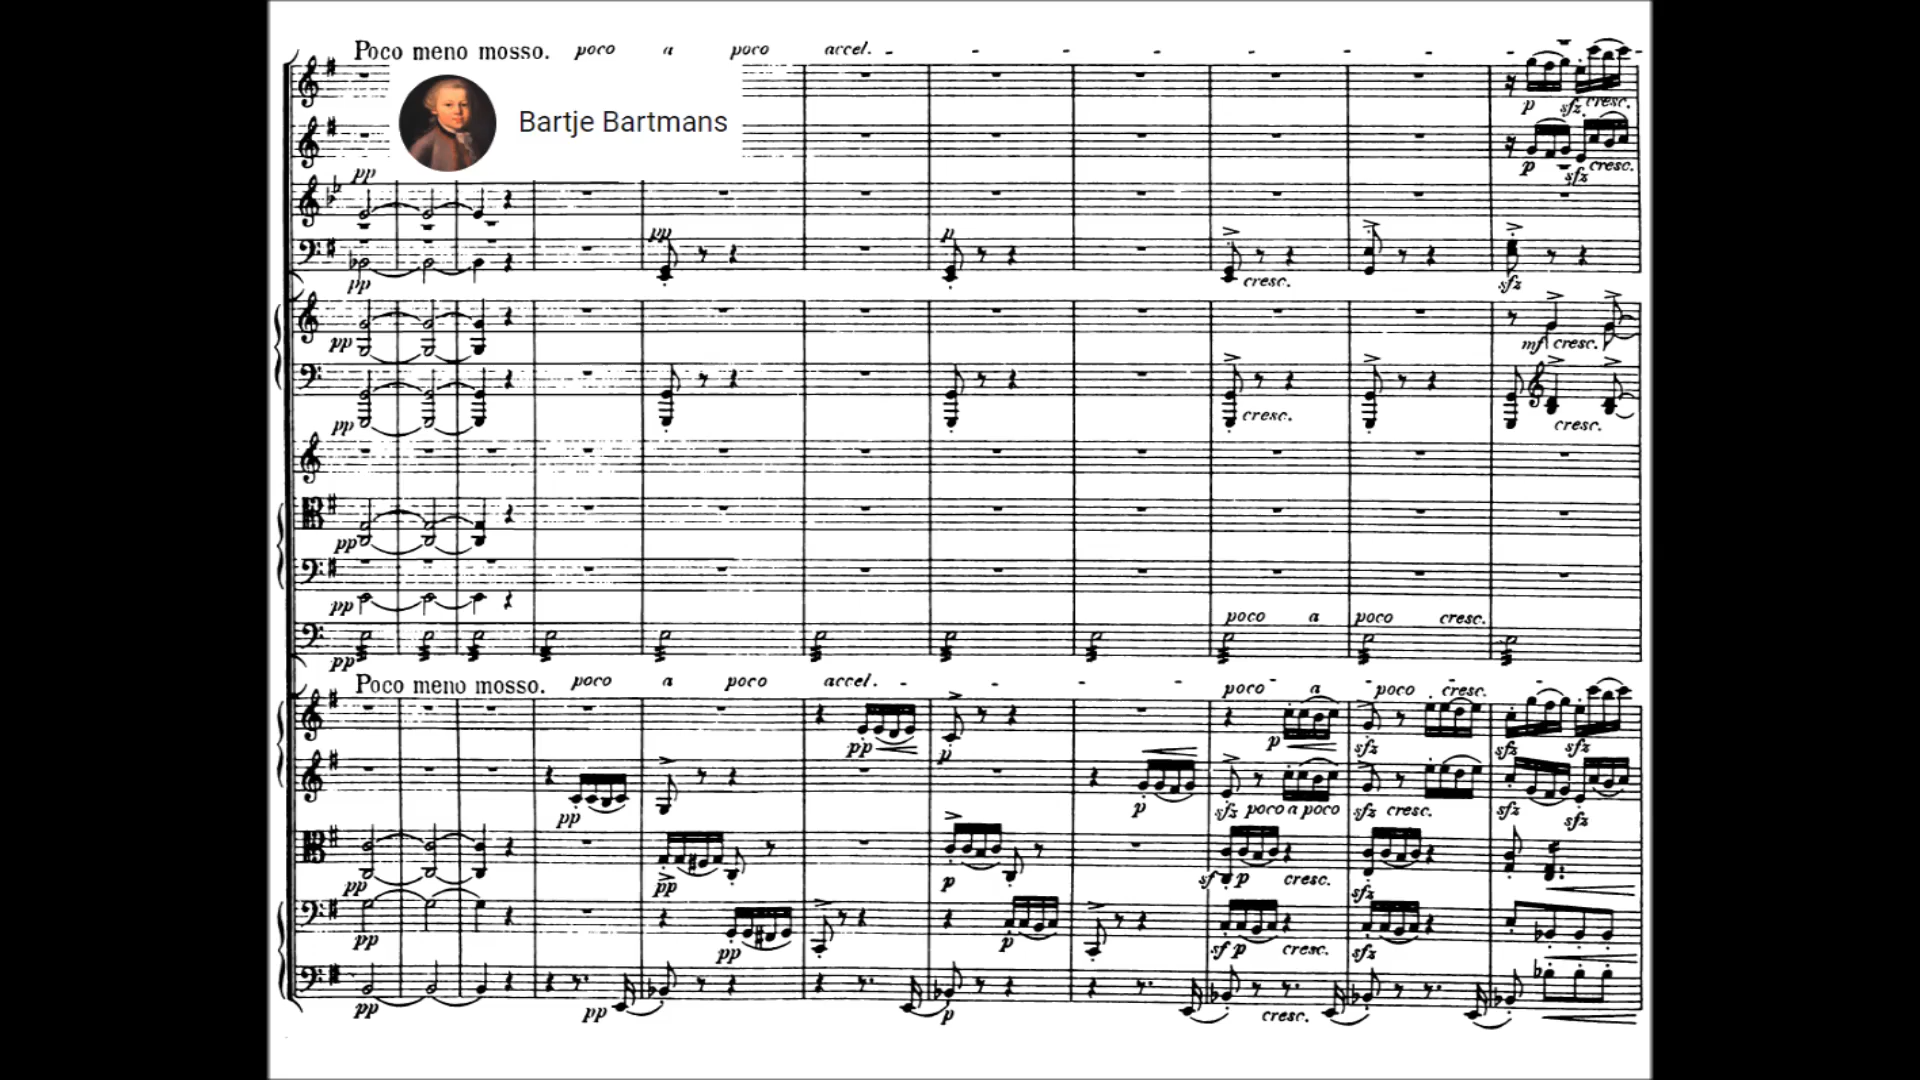 Poco meno mosso. poco a poco accel. - - - - - - -
Bartje Bartmans
p sfz cresc.
p sfz cresc.
pp
pp p
pp cresc. sfz
pp mf cresc.
pp cresc. cresc.
pp
pp poco a poco cresc.
pp
Poco meno mosso. poco a poco accel. - - - poco a poco cresc.
pp p p sfz sfz sfz
pp p sfz poco a poco sfz cresc. sfz sfz
pp pp p sf p cresc. sfz
pp pp p sf p cresc. sfz
pp pp p cresc.